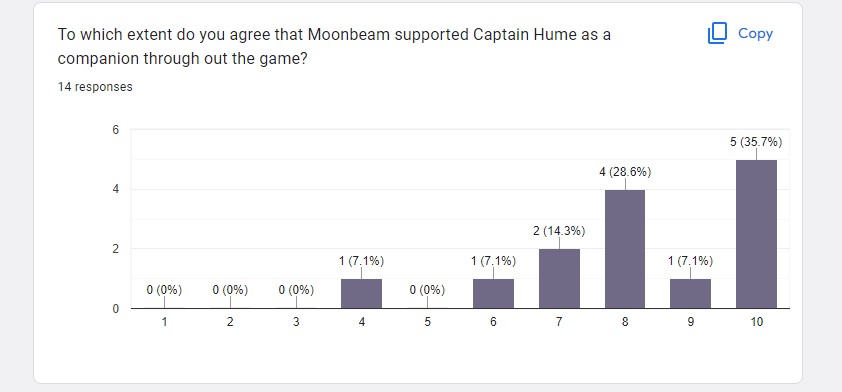 To which extent do you agree that Moonbeam supported Captain Hume as a
companion through out the game?
Copy
14 responses
6
4
2
0
0 (0%)
0 (0%)
0 (0%)
1 (7.1%)
0 (0%)
1 (7.1%)
2 (14.3%)
4 (28.6%)
1 (7.1%)
5 (35.7%)
1 2 3 4 5 6 7 8 9 10